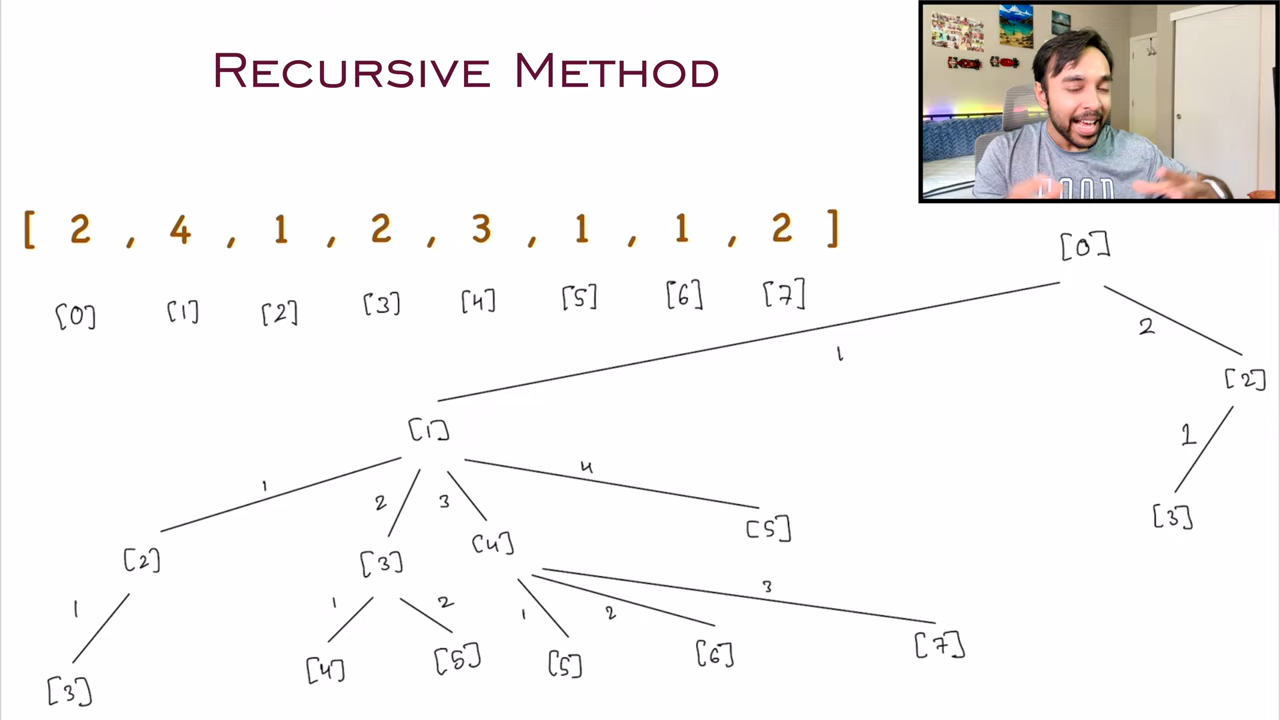 RECURSIVE METHOD
[ 2 , 4 , 1 , 2 , 3 , 1 , 1 , 2 ]
[0] [1] [2] [3] [4] [5] [6] [7]
[0]
1 2
[2]
1
[3]
[1]
1 2 3 4
[2] [3] [4] [5]
1 1 2 1 2 3
[3] [4] [5] [5] [6] [7]